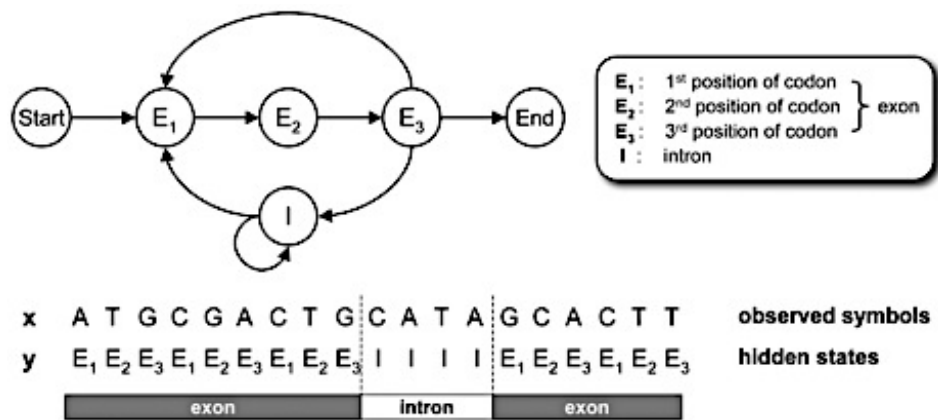 Start E₁ E₂ E₃ End
I
E₁ : 1st position of codon
E₂ : 2nd position of codon exon
E₃ : 3rd position of codon
I : intron
x A T G C G A C T G C A T A G C A C T T observed symbols
y E₁ E₂ E₃ E₁ E₂ E₃ E₁ E₂ E₃ I I I I E₁ E₂ E₃ E₁ E₂ E₃ hidden states
exon intron exon